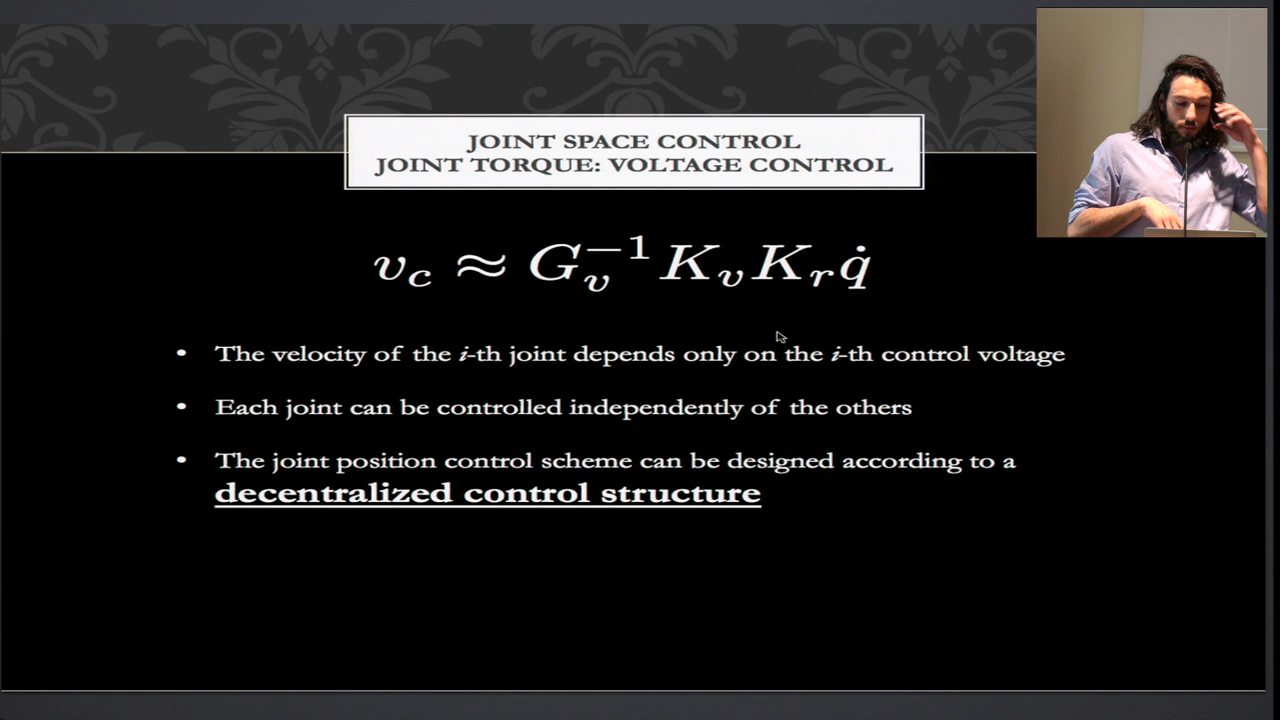 JOINT SPACE CONTROL
JOINT TORQUE: VOLTAGE CONTROL
$v_c \approx G_v^{-1} K_v K_r \dot{q}$
• The velocity of the i-th joint depends only on the i-th control voltage
• Each joint can be controlled independently of the others
• The joint position control scheme can be designed according to a
decentralized control structure